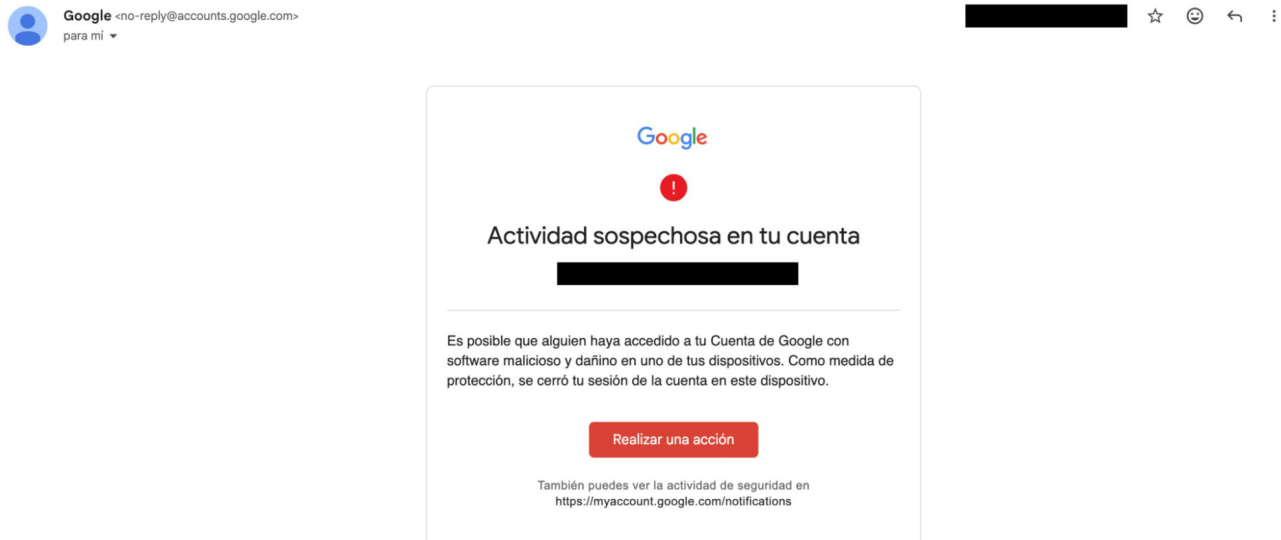 Google <no-reply@accounts.google.com>
para mí
Google
!
Actividad sospechosa en tu cuenta
Es posible que alguien haya accedido a tu Cuenta de Google con
software malicioso y dañino en uno de tus dispositivos. Como medida de
protección, se cerró tu sesión de la cuenta en este dispositivo.
Realizar una acción
También puedes ver la actividad de seguridad en
https://myaccount.google.com/notifications